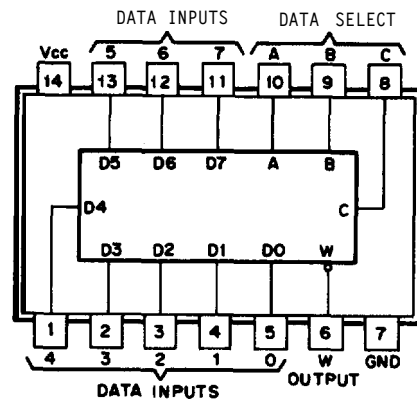 DATA INPUTS DATA SELECT
Vcc 5 6 7 A B C
14 13 12 11 10 9 8
D5 D6 D7 A B
D4 C
D3 D2 D1 D0 W
1 2 3 4 5 6 7
4 3 2 1 0 W GND
DATA INPUTS OUTPUT